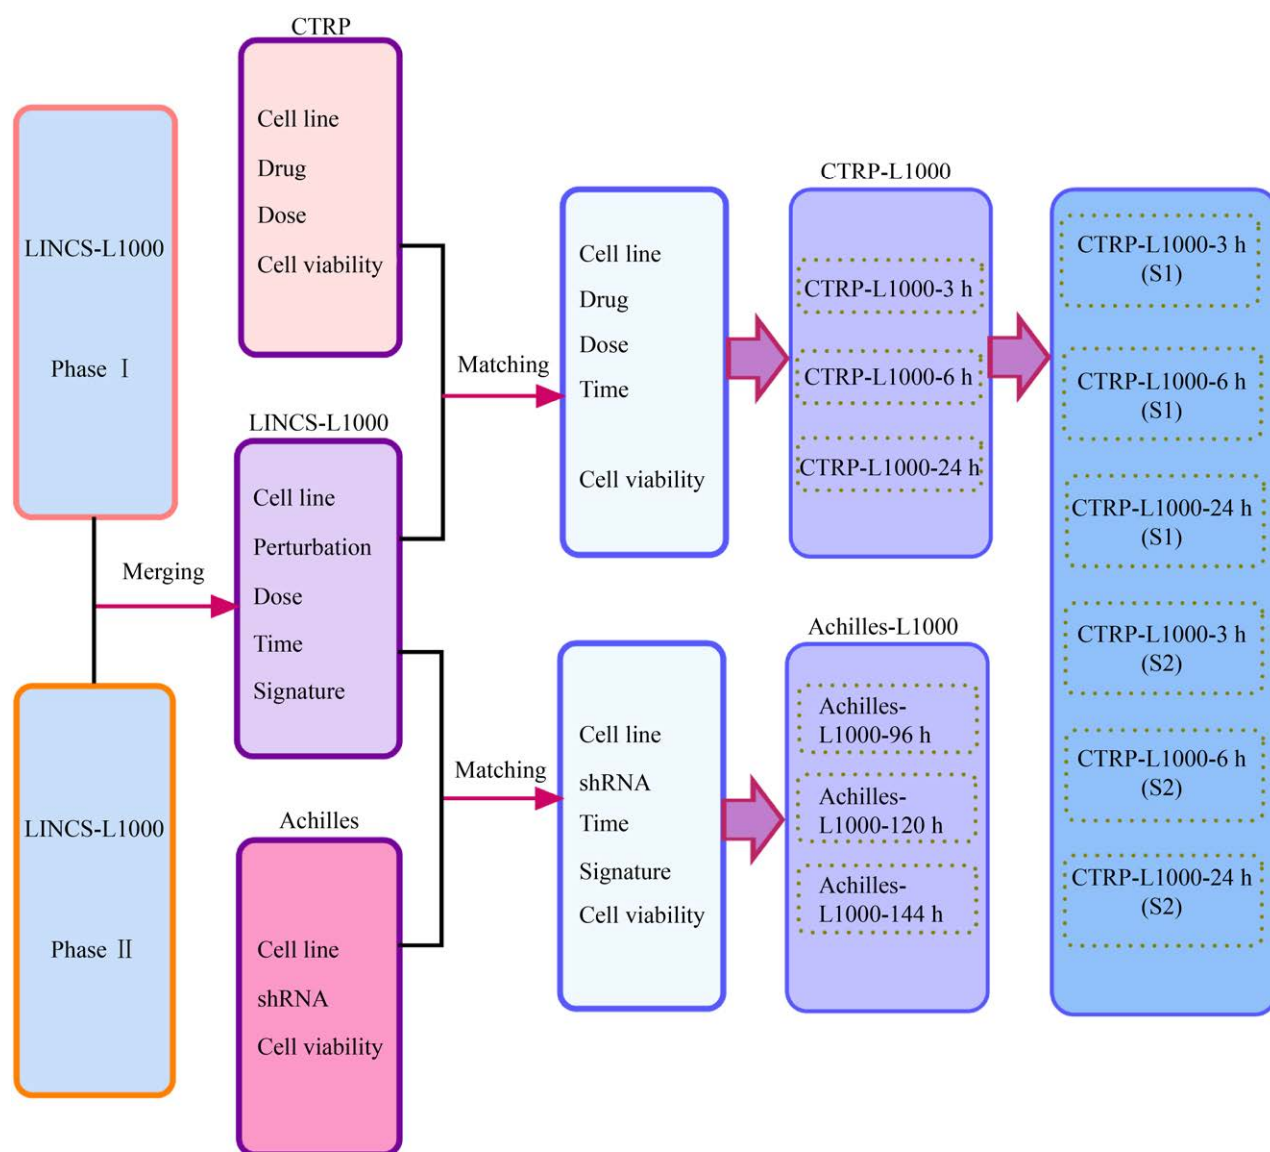 LINCS-L1000
Phase Ⅰ
LINCS-L1000
Phase Ⅱ
Merging
CTRP
Cell line
Drug
Dose
Cell viability
LINCS-L1000
Cell line
Perturbation
Dose
Time
Signature
Achilles
Cell line
shRNA
Cell viability
Matching
Matching
Cell line
Drug
Dose
Time
Cell viability
Cell line
shRNA
Time
Signature
Cell viability
CTRP-L1000
CTRP-L1000-3 h
CTRP-L1000-6 h
CTRP-L1000-24 h
Achilles-L1000
Achilles-
L1000-96 h
Achilles-
L1000-120 h
Achilles-
L1000-144 h
CTRP-L1000-3 h
(S1)
CTRP-L1000-6 h
(S1)
CTRP-L1000-24 h
(S1)
CTRP-L1000-3 h
(S2)
CTRP-L1000-6 h
(S2)
CTRP-L1000-24 h
(S2)